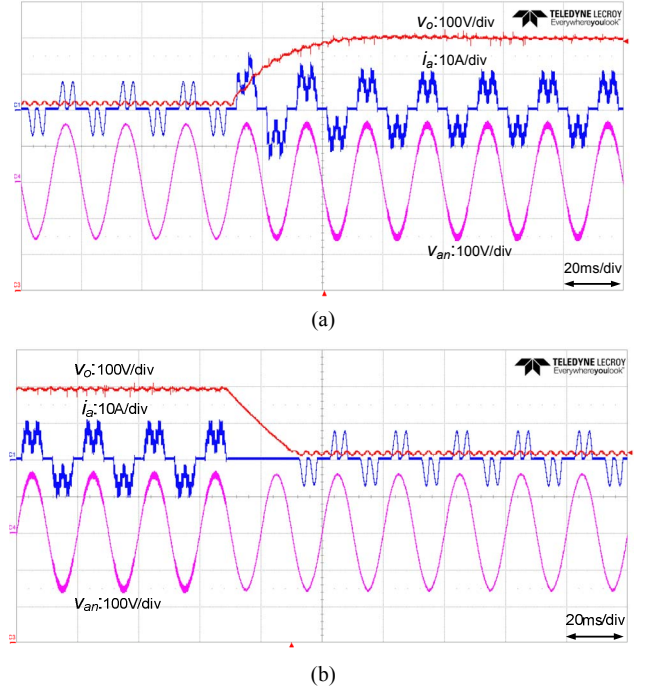 TELEDYNE LECROY
Everywhereyoulook
vo:100V/div
ia:10A/div
van:100V/div
20ms/div
(a)
TELEDYNE LECROY
Everywhereyoulook
vo:100V/div
ia:10A/div
van:100V/div
20ms/div
(b)